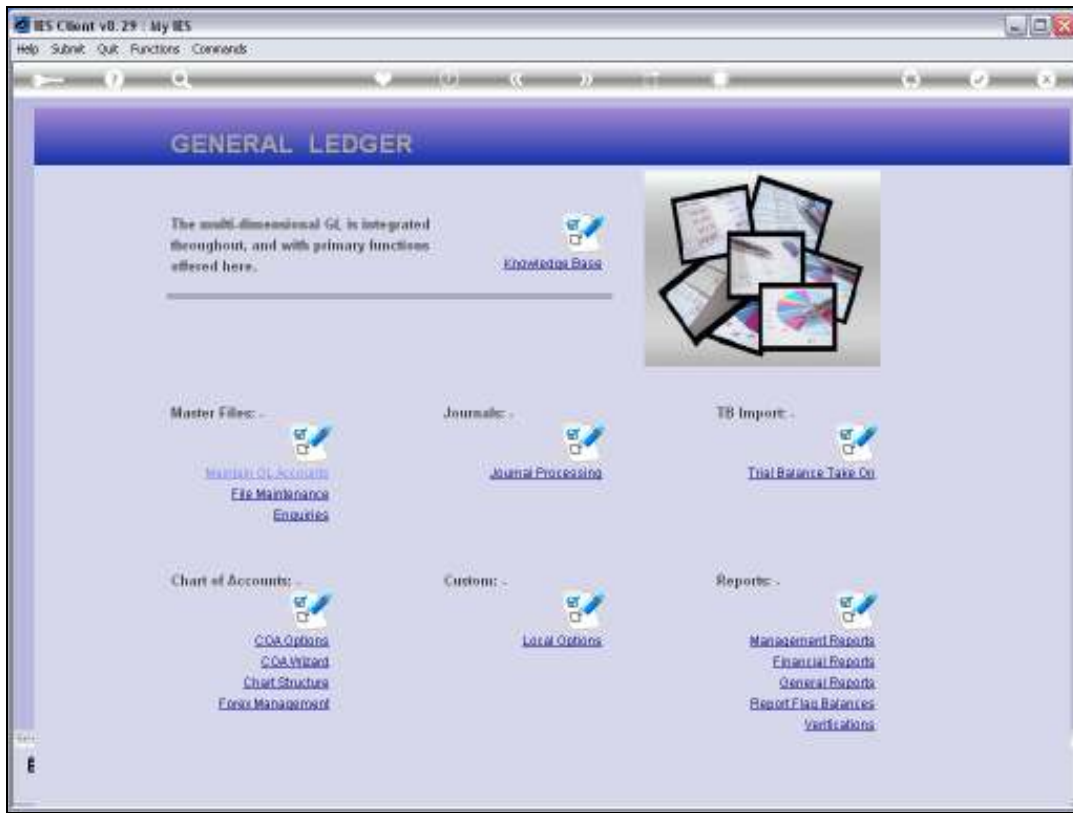 IES Client v0.29 : My IES
Help Submit Quit Functions Commands
GENERAL LEDGER
The multi-dimensional GL is integrated
throughout, and with primary functions
offered here.
Knowledge Base
Master Files: -
Maintain GL Accounts
File Maintenance
Enquiries
Journals: -
Journal Processing
TB Import: -
Trial Balance Take On
Chart of Accounts: -
COA Options
COA Wizard
Chart Structure
Forex Management
Custom: -
Local Options
Reports: -
Management Reports
Financial Reports
General Reports
Report Flag Balances
Verifications